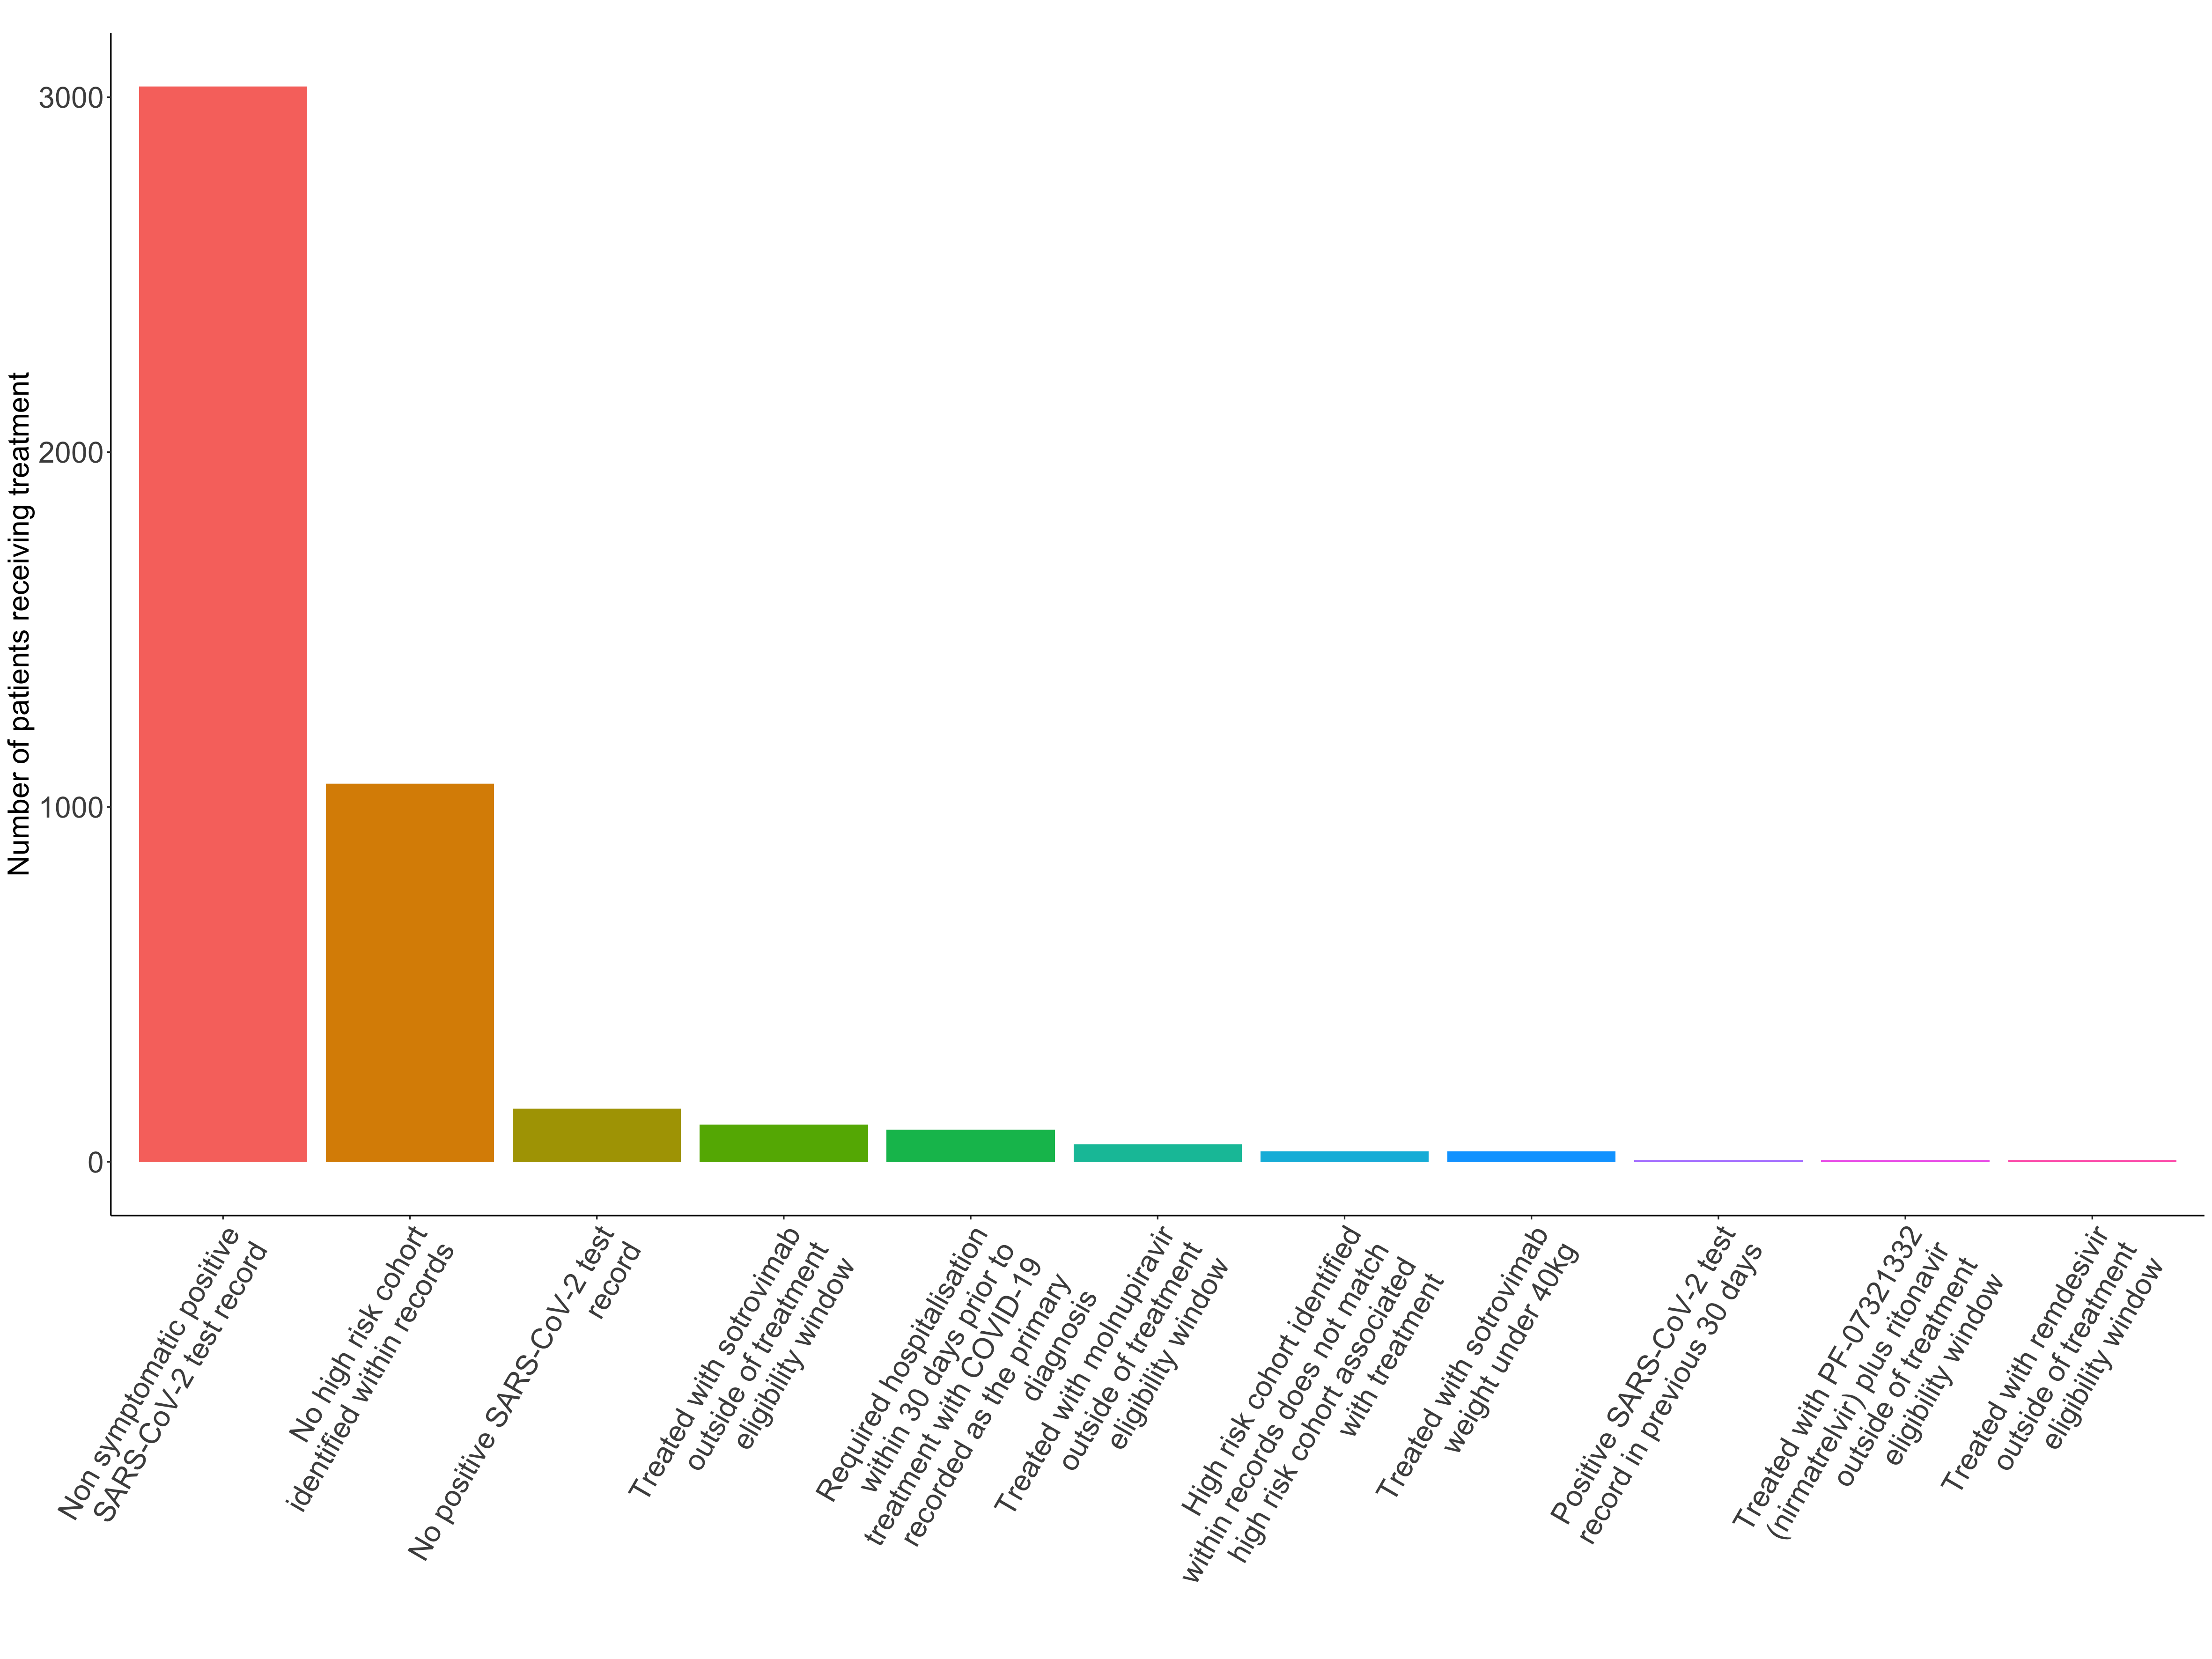 Number of patients receiving treatment
3000
2000
1000
0
Non symptomatic positive
SARS-CoV-2 test record
No high risk cohort
identified within records
No positive SARS-CoV-2 test
record
Treated with sotrovimab
outside of treatment
eligibility window
Required hospitalisation
within 30 days prior to
treatment with COVID-19
recorded as the primary
diagnosis
Treated with molnupiravir
outside of treatment
eligibility window
High risk cohort identified
within records does not match
high risk cohort associated
with treatment
Treated with sotrovimab
weight under 40kg
Positive SARS-CoV-2 test
record in previous 30 days
Treated with PF-07321332
(nirmatrelvir) plus ritonavir
outside of treatment
eligibility window
Treated with remdesivir
outside of treatment
eligibility window